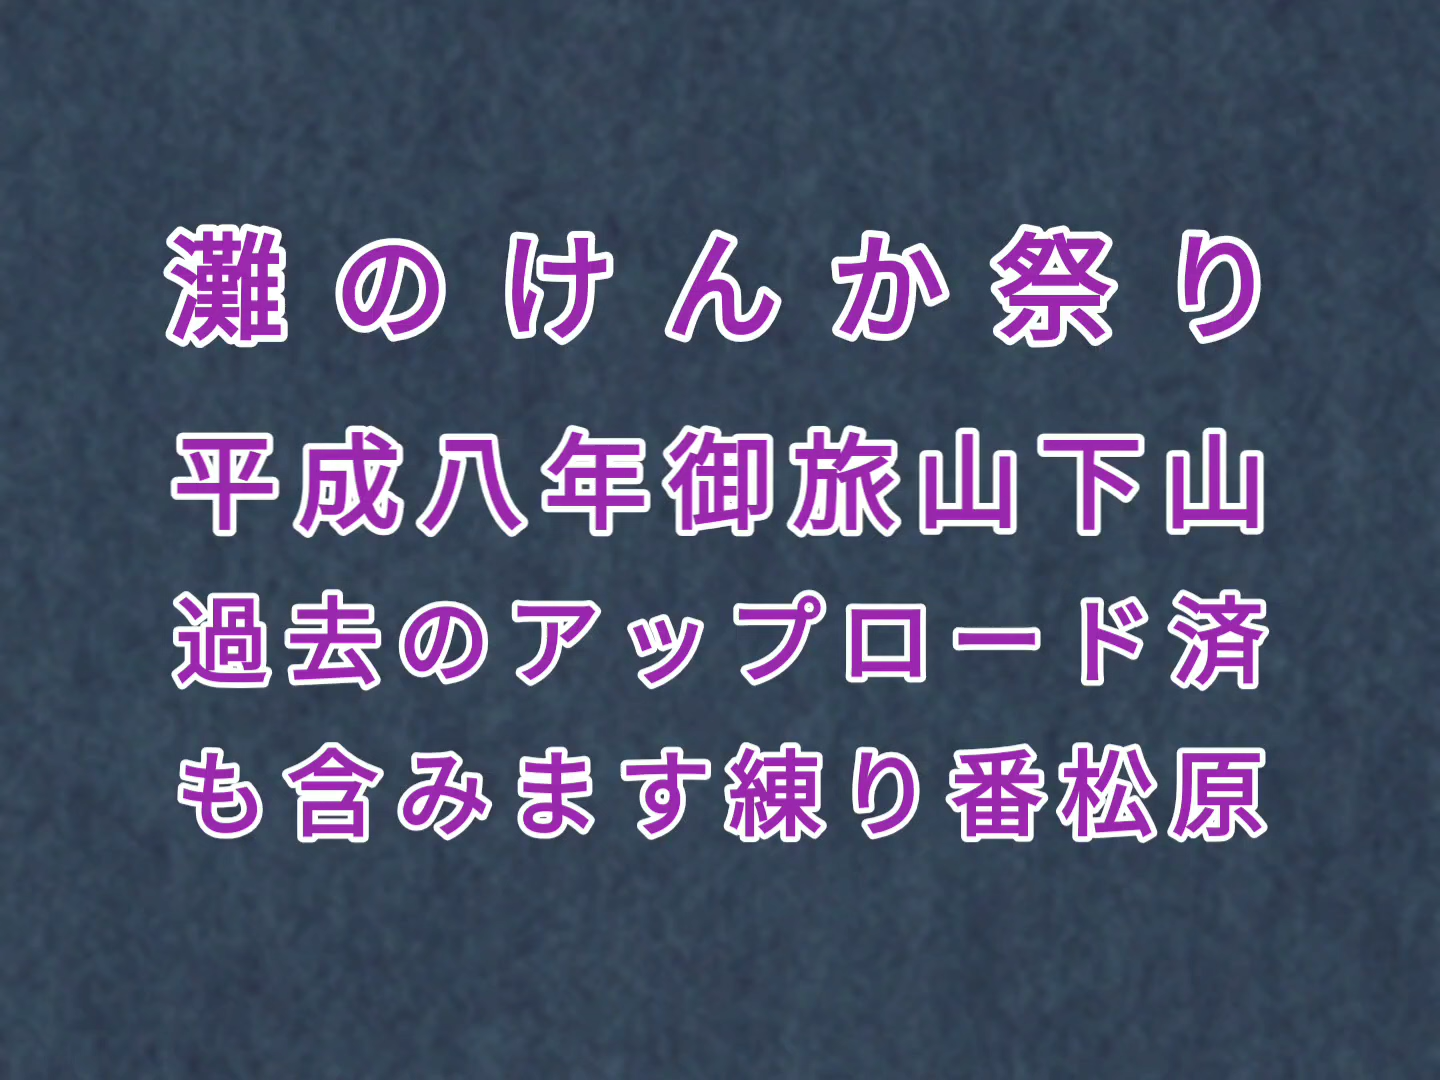 灘のけんか祭り
平成八年御旅山下山
過去のアップロード済
も含みます練り番松原